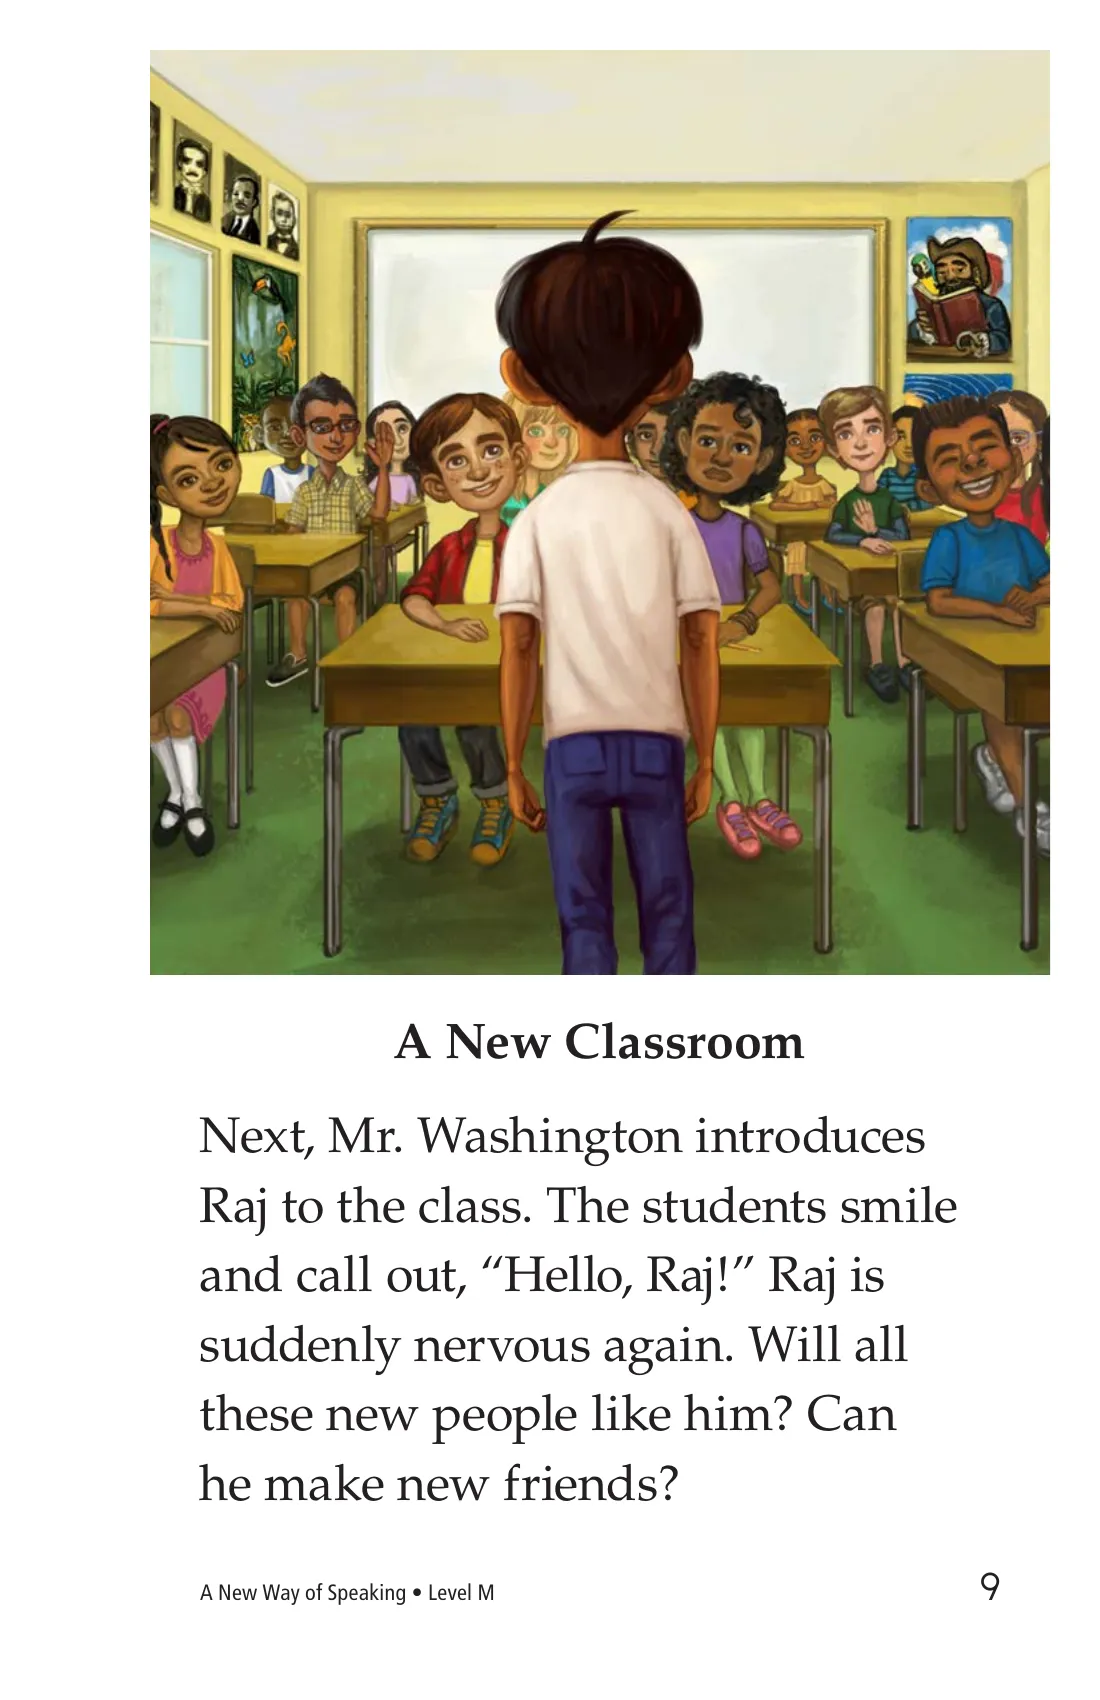 A New Classroom
Next, Mr. Washington introduces
Raj to the class. The students smile
and call out, “Hello, Raj!” Raj is
suddenly nervous again. Will all
these new people like him? Can
he make new friends?
A New Way of Speaking • Level M
9